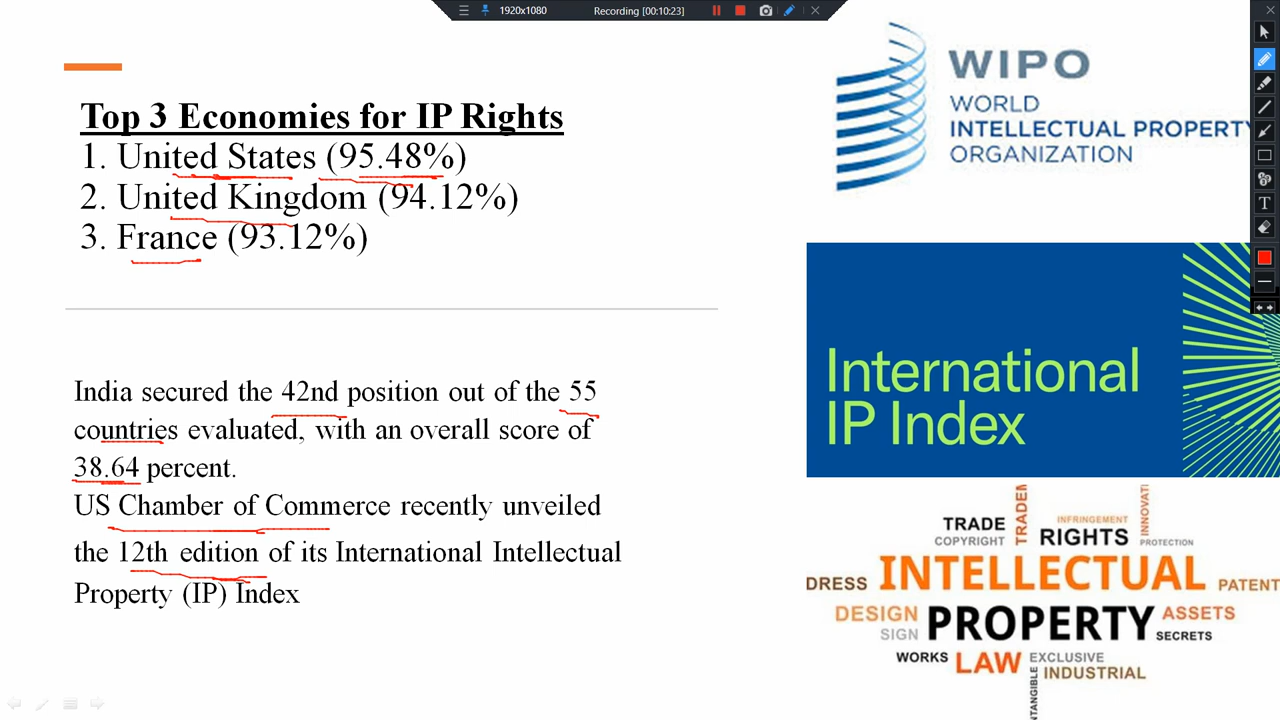 1920x1080
Recording [00:10:23]
Top 3 Economies for IP Rights
1. United States (95.48%)
2. United Kingdom (94.12%)
3. France (93.12%)
India secured the 42nd position out of the 55
countries evaluated, with an overall score of
38.64 percent.
US Chamber of Commerce recently unveiled
the 12th edition of its International Intellectual
Property (IP) Index
WIPO
WORLD
INTELLECTUAL PROPERTY
ORGANIZATION
International
IP Index
TRADE
COPYRIGHT
TRADEM
INFRINGEMENT
RIGHTS
INNOVATI
PROTECTION
DRESS
INTELLECTUAL
PATENT
DESIGN
SIGN
PROPERTY
ASSETS
SECRETS
WORKS
LAW
EXCLUSIVE
INDUSTRIAL
NTANGIBLE
T